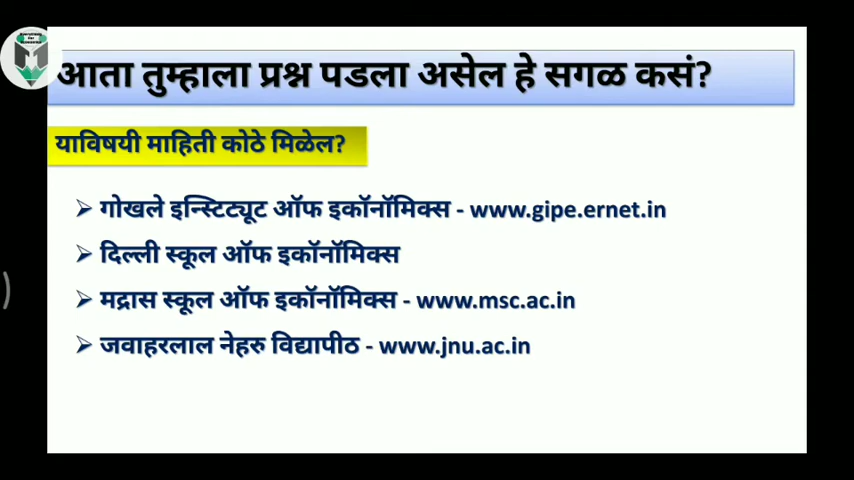 आता तुम्हाला प्रश्न पडला असेल हे सगळ कसं?
याविषयी माहिती कोठे मिळेल?
गोखले इन्स्टिट्यूट ऑफ इकॉनॉमिक्स - www.gipe.ernet.in
दिल्ली स्कूल ऑफ इकॉनॉमिक्स
मद्रास स्कूल ऑफ इकॉनॉमिक्स - www.msc.ac.in
जवाहरलाल नेहरु विद्यापीठ - www.jnu.ac.in